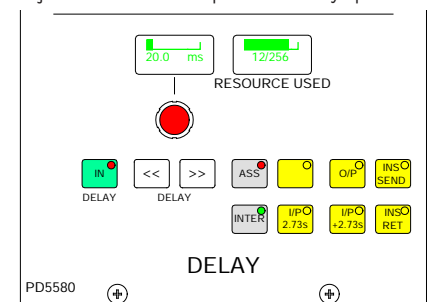 20.0 ms 12/256
RESOURCE USED
IN << >> ASS O/P INS SEND
DELAY DELAY
INTER I/P 2.73s I/P +2.73s INS RET
DELAY
PD5580